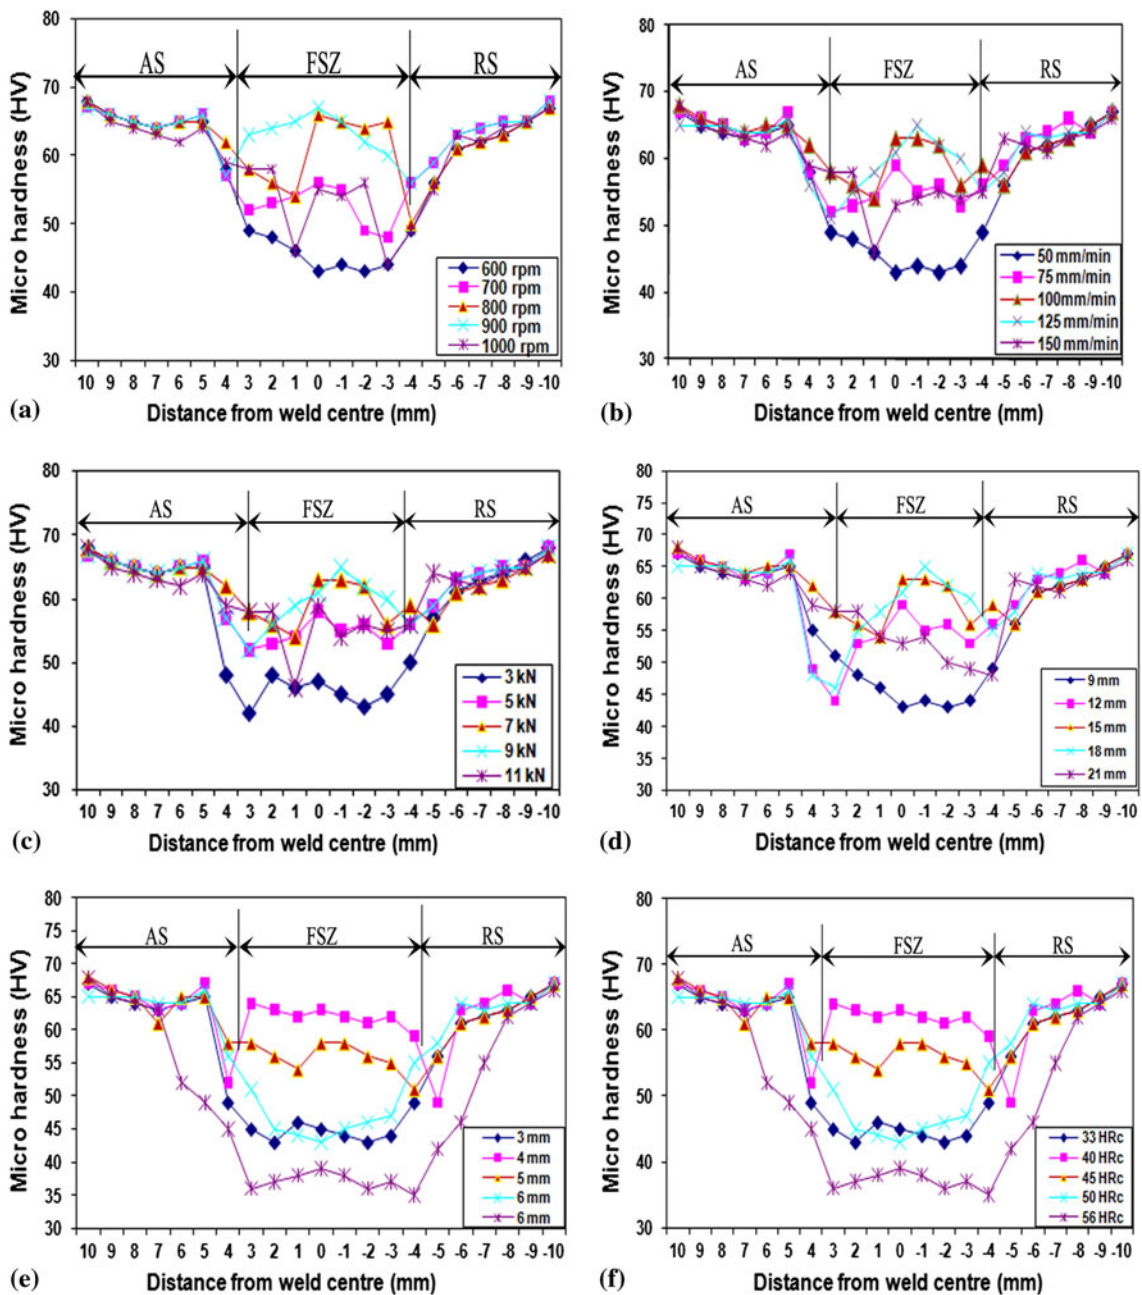 80
70
60
50
40
30
Micro hardness (HV)
AS FSZ RS
600 rpm
700 rpm
800 rpm
900 rpm
1000 rpm
10 9 8 7 6 5 4 3 2 1 0 -1 -2 -3 -4 -5 -6 -7 -8 -9 -10
(a) Distance from weld centre (mm)
80
70
60
50
40
30
Micro hardness (HV)
AS FSZ RS
50 mm/min
75 mm/min
100mm/min
125 mm/min
150 mm/min
10 9 8 7 6 5 4 3 2 1 0 -1 -2 -3 -4 -5 -6 -7 -8 -9 -10
(b) Distance from weld centre (mm)
80
70
60
50
40
30
Micro hardness (HV)
AS FSZ RS
3 kN
5 kN
7 kN
9 kN
11 kN
10 9 8 7 6 5 4 3 2 1 0 -1 -2 -3 -4 -5 -6 -7 -8 -9 -10
(c) Distance from weld centre (mm)
80
75
70
65
60
55
50
45
40
35
30
Micro hardness (HV)
AS FSZ RS
9 mm
12 mm
15 mm
18 mm
21 mm
10 9 8 7 6 5 4 3 2 1 0 -1 -2 -3 -4 -5 -6 -7 -8 -9 -10
(d) Distance from weld centre (mm)
80
75
70
65
60
55
50
45
40
35
30
Micro hardness (HV)
AS FSZ RS
3 mm
4 mm
5 mm
6 mm
6 mm
10 9 8 7 6 5 4 3 2 1 0 -1 -2 -3 -4 -5 -6 -7 -8 -9 -10
(e) Distance from weld centre (mm)
80
70
60
50
40
30
Micro hardness (HV)
AS FSZ RS
33 HRc
40 HRc
45 HRc
50 HRc
56 HRc
10 9 8 7 6 5 4 3 2 1 0 -1 -2 -3 -4 -5 -6 -7 -8 -9 -10
(f) Distance from weld centre (mm)